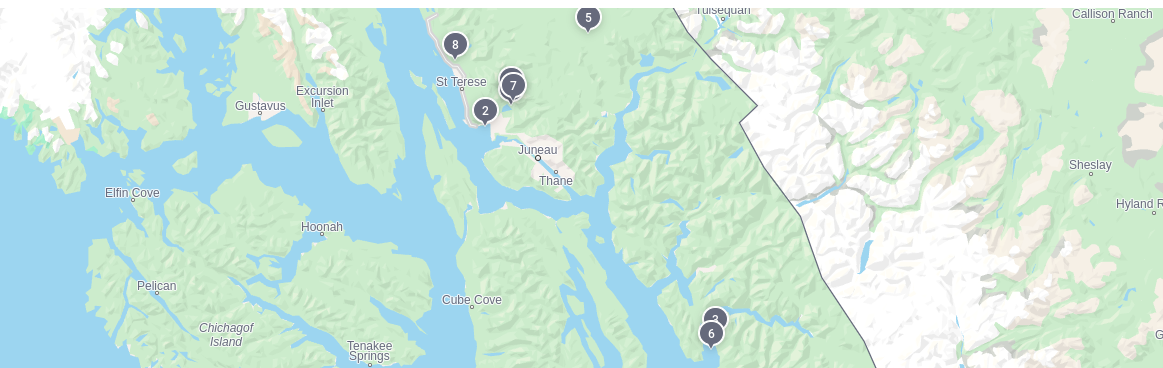 Tulsequah
Callison Ranch
5
8
St Terese
7
Excursion
Inlet
Gustavus
2
Juneau
Sheslay
Thane
Elfin Cove
Hyland R
Hoonah
Pelican
Cube Cove
3
6
Chichagof
Island
G
Tenakee
Springs